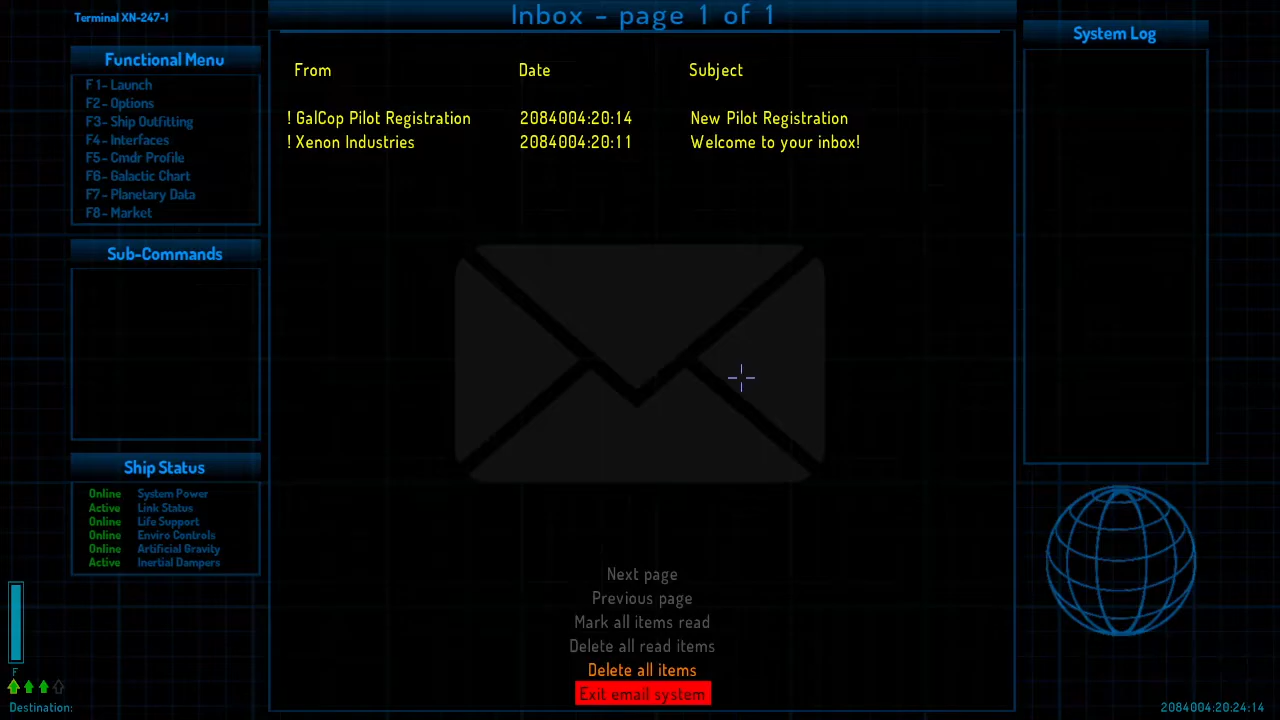 Terminal XN-247-1
Inbox - page 1 of 1
System Log
Functional Menu
F1- Launch
F2- Options
F3- Ship Outfitting
F4- Interfaces
F5- Cmdr Profile
F6- Galactic Chart
F7- Planetary Data
F8- Market
From Date Subject
! GalCop Pilot Registration 2084004:20:14 New Pilot Registration
! Xenon Industries 2084004:20:11 Welcome to your inbox!
Sub-Commands
Ship Status
Online System Power
Active Link Status
Online Life Support
Online Enviro Controls
Online Artificial Gravity
Active Inertial Dampers
Next page
Previous page
Mark all items read
Delete all read items
Delete all items
Exit email system
F
Destination:
2084004:20:24:14